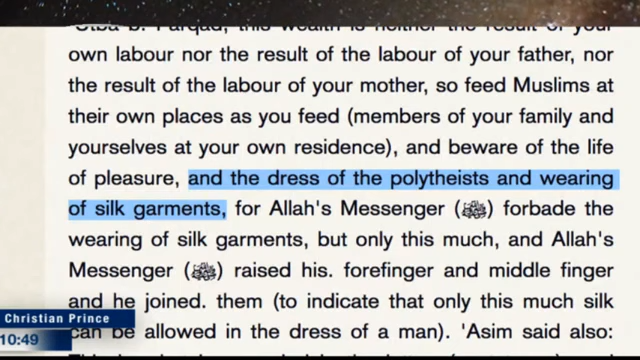 'Utba b. Farqad, this wealth is neither the result of your
own labour nor the result of the labour of your father, nor
the result of the labour of your mother, so feed Muslims at
their own places as you feed (members of your family and
yourselves at your own residence), and beware of the life
of pleasure, and the dress of the polytheists and wearing
of silk garments, for Allah's Messenger (ﷺ) forbade the
wearing of silk garments, but only this much, and Allah's
Messenger (ﷺ) raised his. forefinger and middle finger
and he joined. them (to indicate that only this much silk
can be allowed in the dress of a man). 'Asim said also:
Christian Prince
10:49